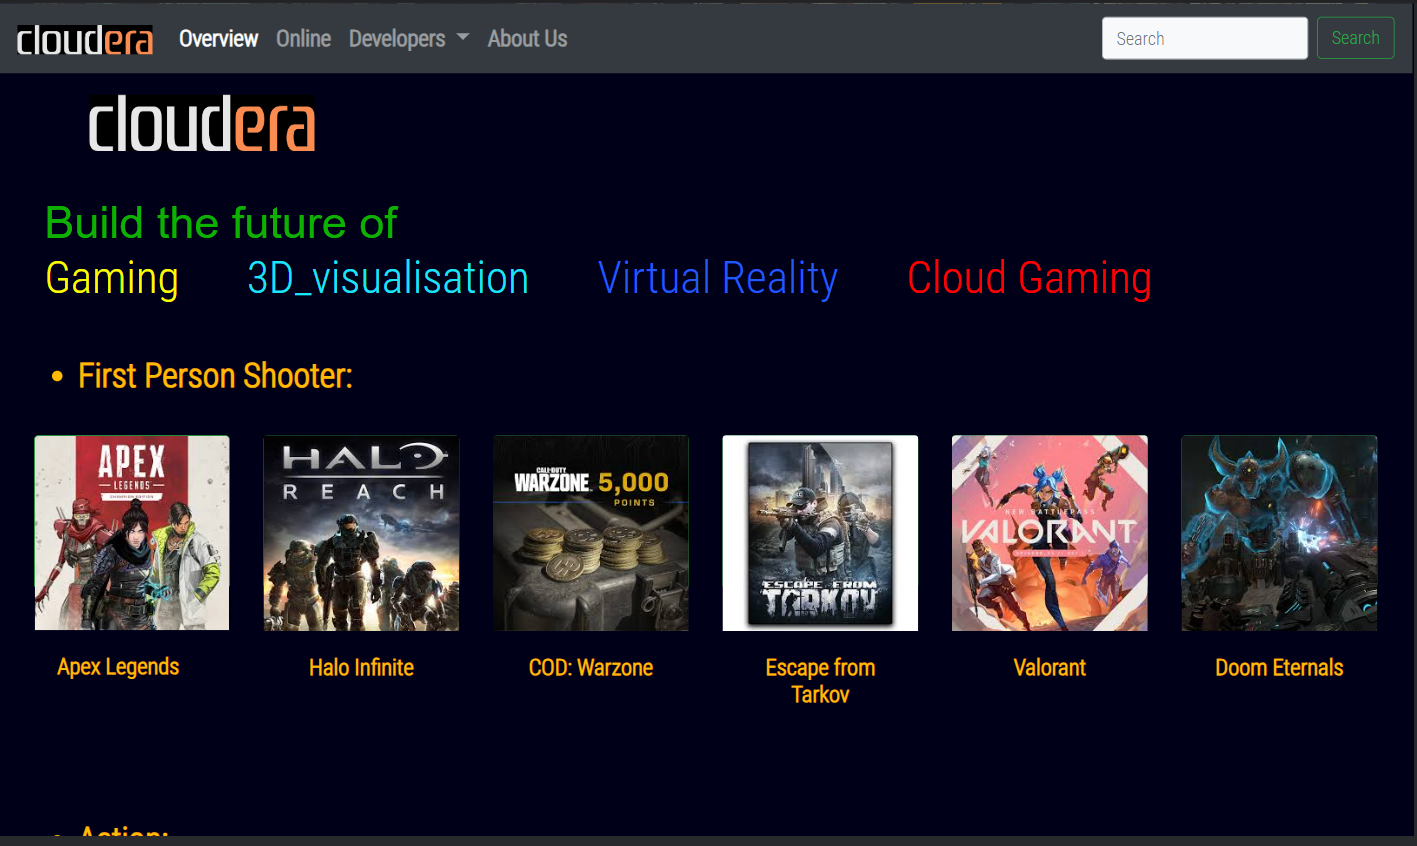 cloudera Overview Online Developers About Us Search Search
cloudera
Build the future of
Gaming 3D_visualisation Virtual Reality Cloud Gaming
First Person Shooter:
APEX
LEGENDS
HALO
REACH
CALL OF DUTY
WARZONE 5,000
POINTS
ESCAPE FROM
TARKOV
NEW BATTLEPASS
VALORANT
Apex Legends
Halo Infinite
COD: Warzone
Escape from
Tarkov
Valorant
Doom Eternals
Action: